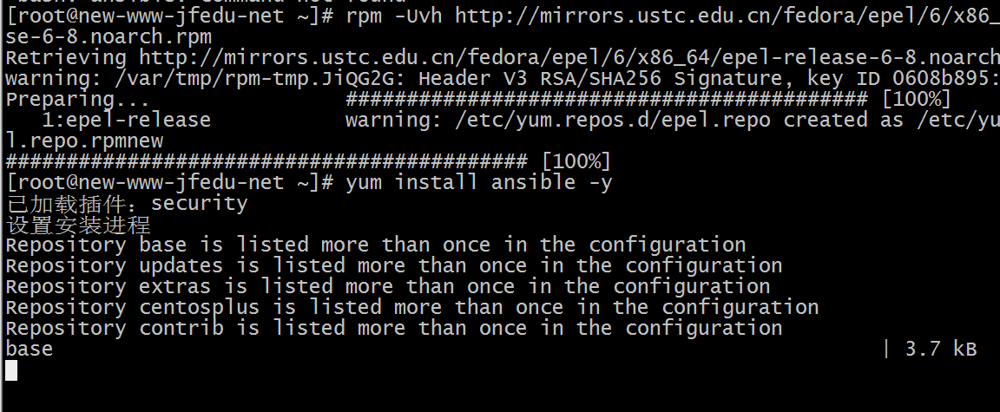 bash: ansible: command not found
[root@new-www-jfedu-net ~]# rpm -Uvh http://mirrors.ustc.edu.cn/fedora/epel/6/x86_
se-6-8.noarch.rpm
Retrieving http://mirrors.ustc.edu.cn/fedora/epel/6/x86_64/epel-release-6-8.noarch
warning: /var/tmp/rpm-tmp.JiQG2G: Header V3 RSA/SHA256 Signature, key ID 0608b895:
Preparing... ########################################### [100%]
1:epel-release warning: /etc/yum.repos.d/epel.repo created as /etc/yu
l.repo.rpmnew
########################################### [100%]
[root@new-www-jfedu-net ~]# yum install ansible -y
已加载插件：security
设置安装进程
Repository base is listed more than once in the configuration
Repository updates is listed more than once in the configuration
Repository extras is listed more than once in the configuration
Repository centosplus is listed more than once in the configuration
Repository contrib is listed more than once in the configuration
base | 3.7 kB